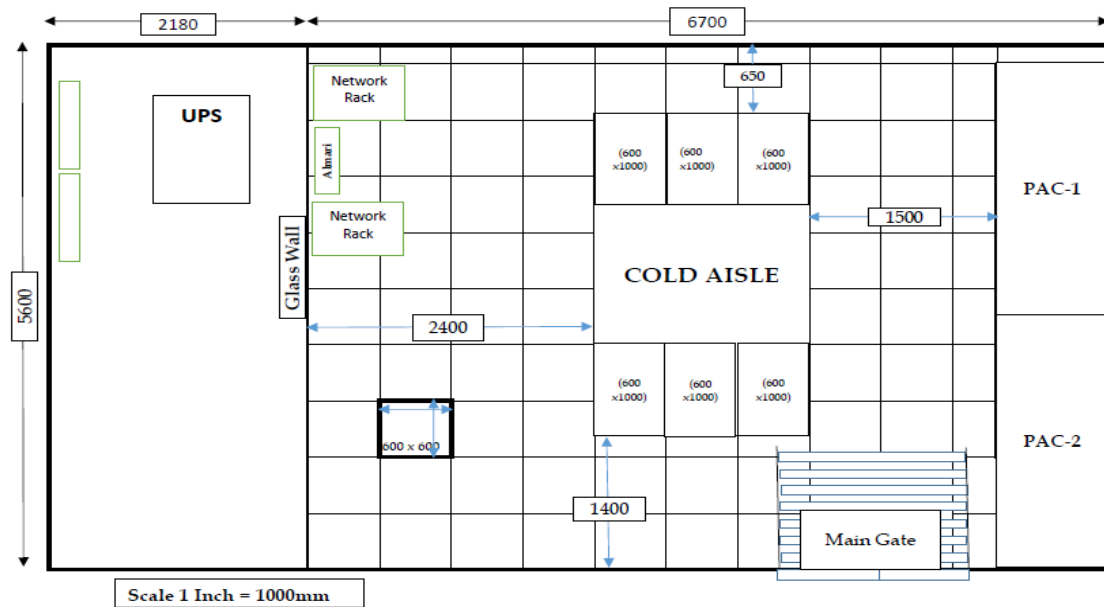 2180
6700
650
Network
Rack
UPS
Almari
(600
x1000)
(600
x1000)
(600
x1000)
PAC-1
Network
Rack
1500
Glass Wall
COLD AISLE
5600
2400
(600
x1000)
(600
x1000)
(600
x1000)
600 x 600
PAC-2
1400
Main Gate
Scale 1 Inch = 1000mm